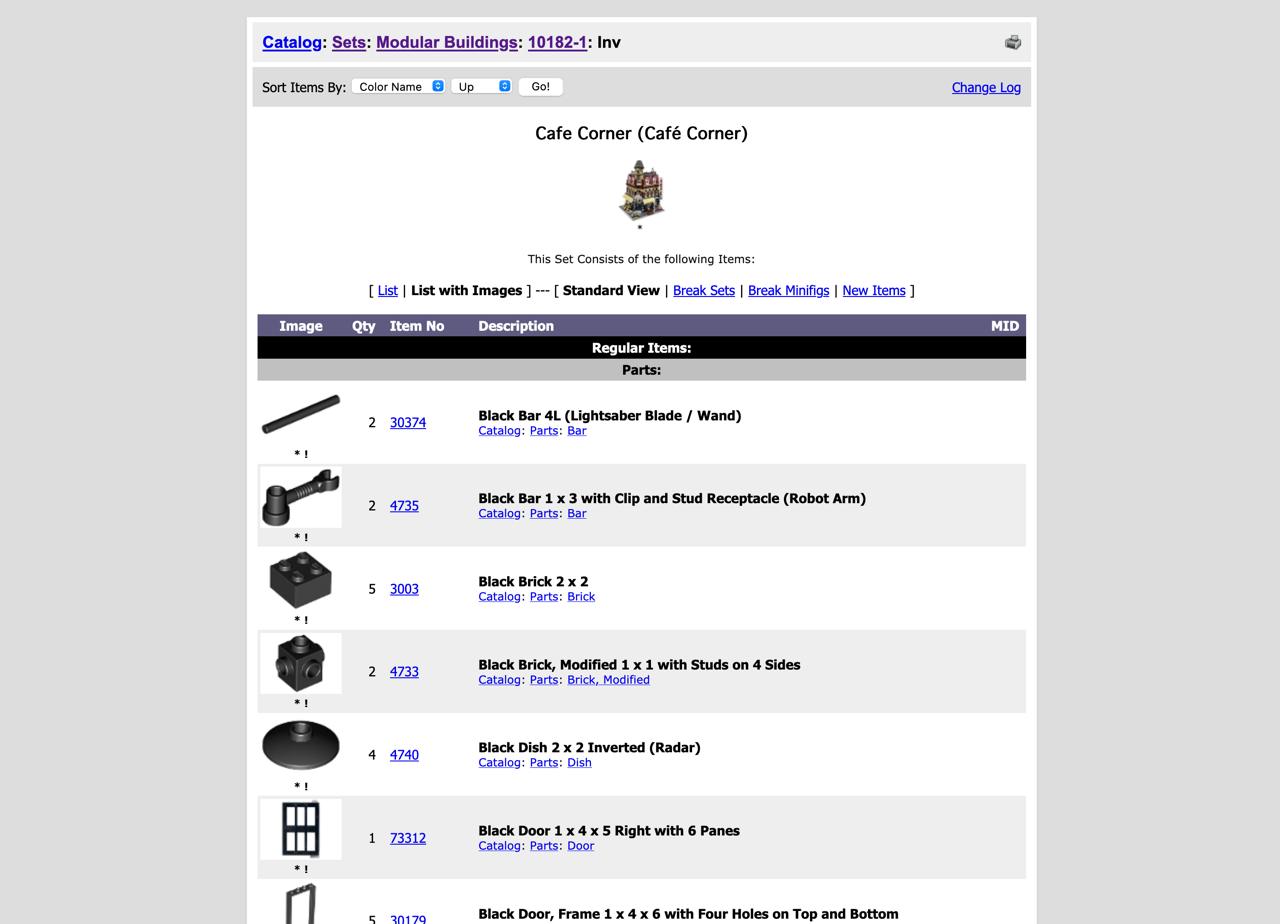 Catalog: Sets: Modular Buildings: 10182-1: Inv
Sort Items By: Color Name Up Go! Change Log
Cafe Corner (Café Corner)
*
This Set Consists of the following Items:
[ List | List with Images ] --- [ Standard View | Break Sets | Break Minifigs | New Items ]
Image Qty Item No Description MID
Regular Items:
Parts:
2 30374 Black Bar 4L (Lightsaber Blade / Wand)
Catalog: Parts: Bar
* !
2 4735 Black Bar 1 x 3 with Clip and Stud Receptacle (Robot Arm)
Catalog: Parts: Bar
* !
5 3003 Black Brick 2 x 2
Catalog: Parts: Brick
* !
2 4733 Black Brick, Modified 1 x 1 with Studs on 4 Sides
Catalog: Parts: Brick, Modified
* !
4 4740 Black Dish 2 x 2 Inverted (Radar)
Catalog: Parts: Dish
* !
1 73312 Black Door 1 x 4 x 5 Right with 6 Panes
Catalog: Parts: Door
* !
5 30179 Black Door, Frame 1 x 4 x 6 with Four Holes on Top and Bottom